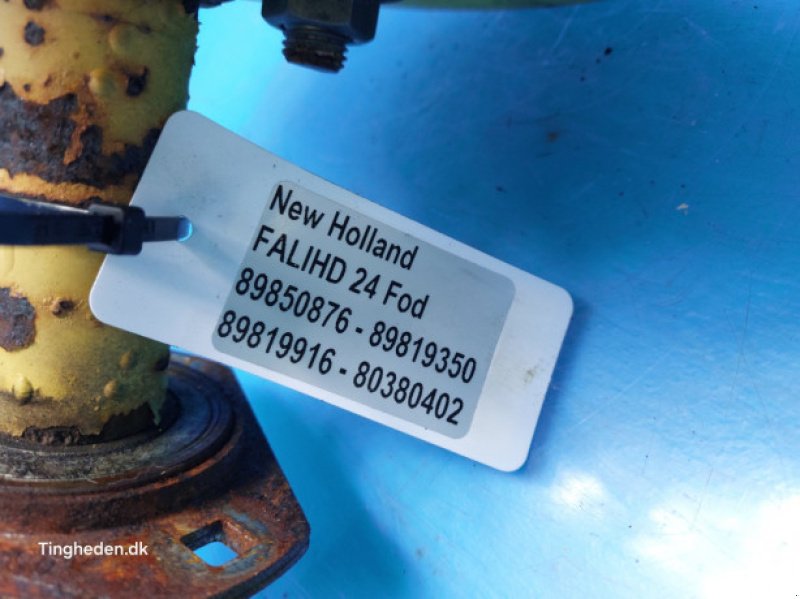 New Holland
FALIHD 24 Fod
89850876 - 89819350
89819916 - 80380402
Tingheden.dk